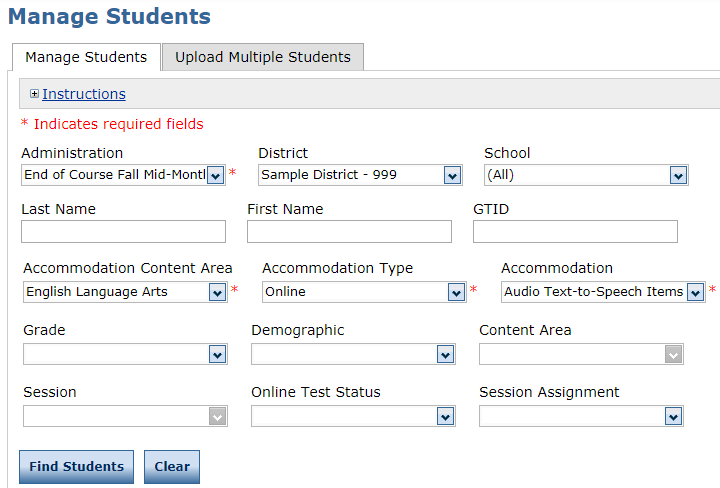 Manage Students
Manage Students Upload Multiple Students
Instructions
* Indicates required fields
Administration District School
End of Course Fall Mid-Montl * Sample District - 999 (All)
Last Name First Name GTID
Accommodation Content Area Accommodation Type Accommodation
English Language Arts * Online * Audio Text-to-Speech Items *
Grade Demographic Content Area
Session Online Test Status Session Assignment
Find Students Clear